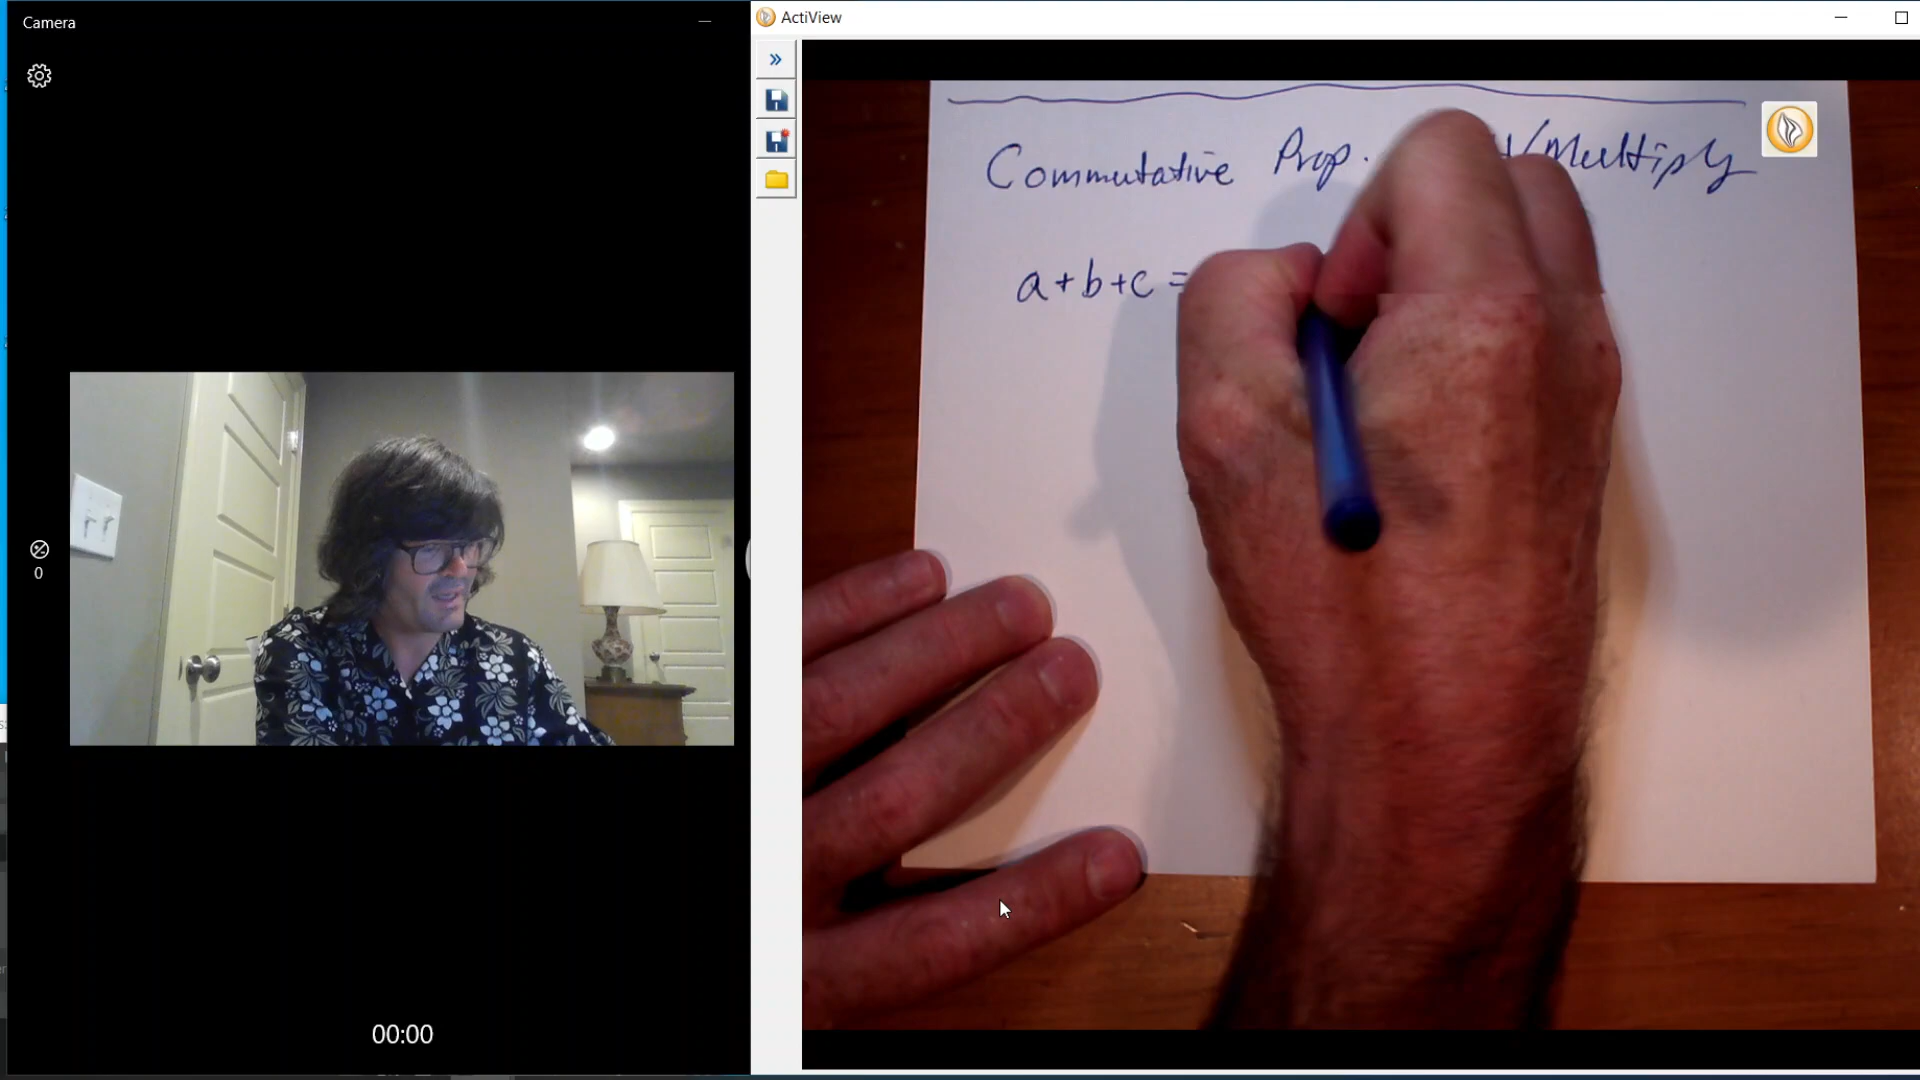 Camera
ActiView
Commutative Prop. /Multiply
a+b+c =
0
00:00